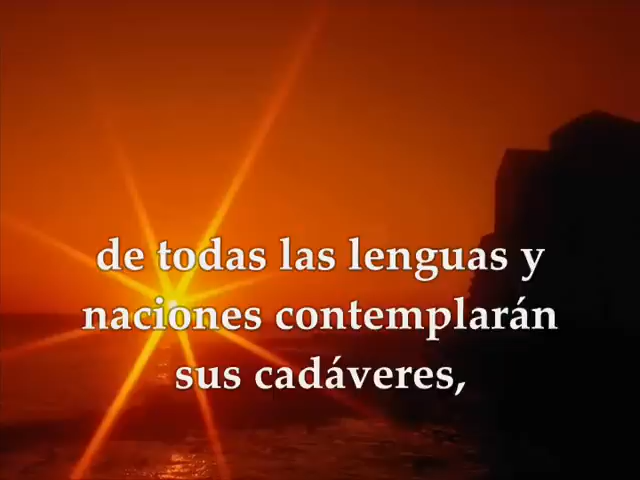 de todas las lenguas y
naciones contemplarán
sus cadáveres,